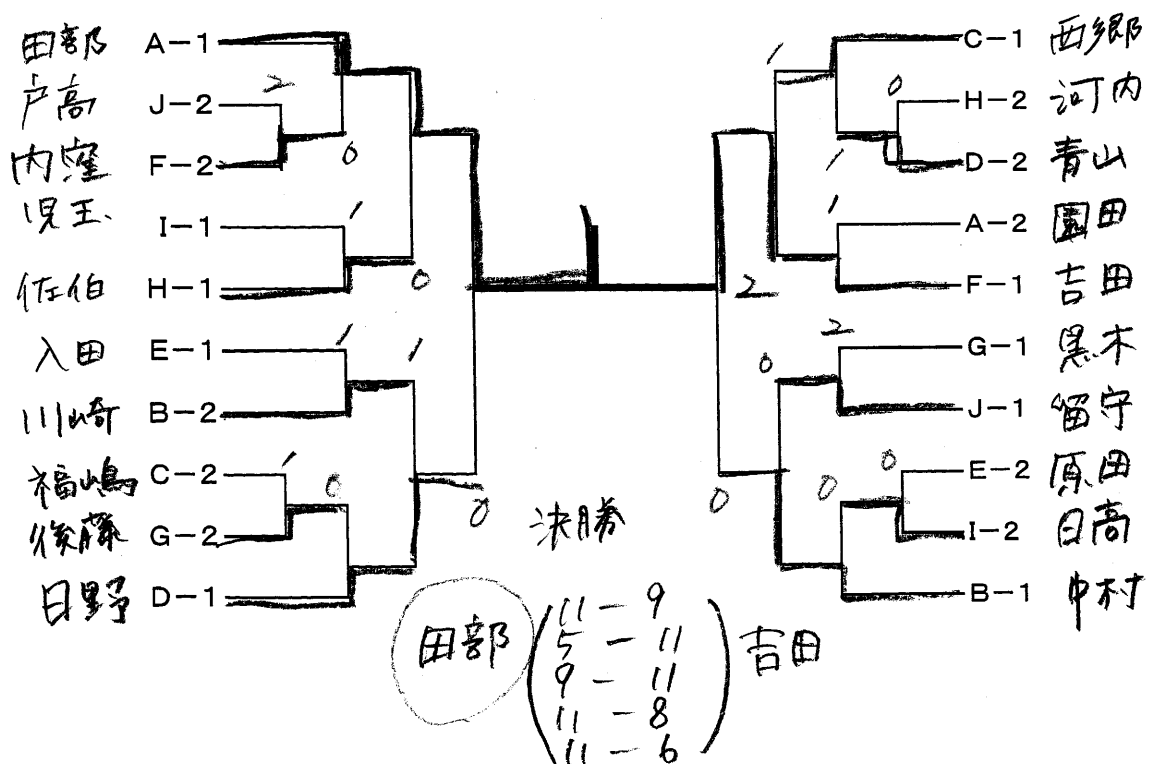 田部 A-1
2
戸高 J-2
内窪 F-2
0
児玉 I-1
1
佐伯 H-1
0
入田 E-1
1
1
川崎 B-2
福嶋 C-2
1
0
後藤 G-2
0
日野 D-1
C-1 西郷
1
0
H-2 河内
D-2 青山
1
1
A-2 園田
F-1 吉田
2
2
G-1 黒木
0
J-1 留守
0
E-2 原田
0
0
I-2 日高
B-1 中村
決勝
田部
11-9
5-11
9-11
11-8
11-6
吉田